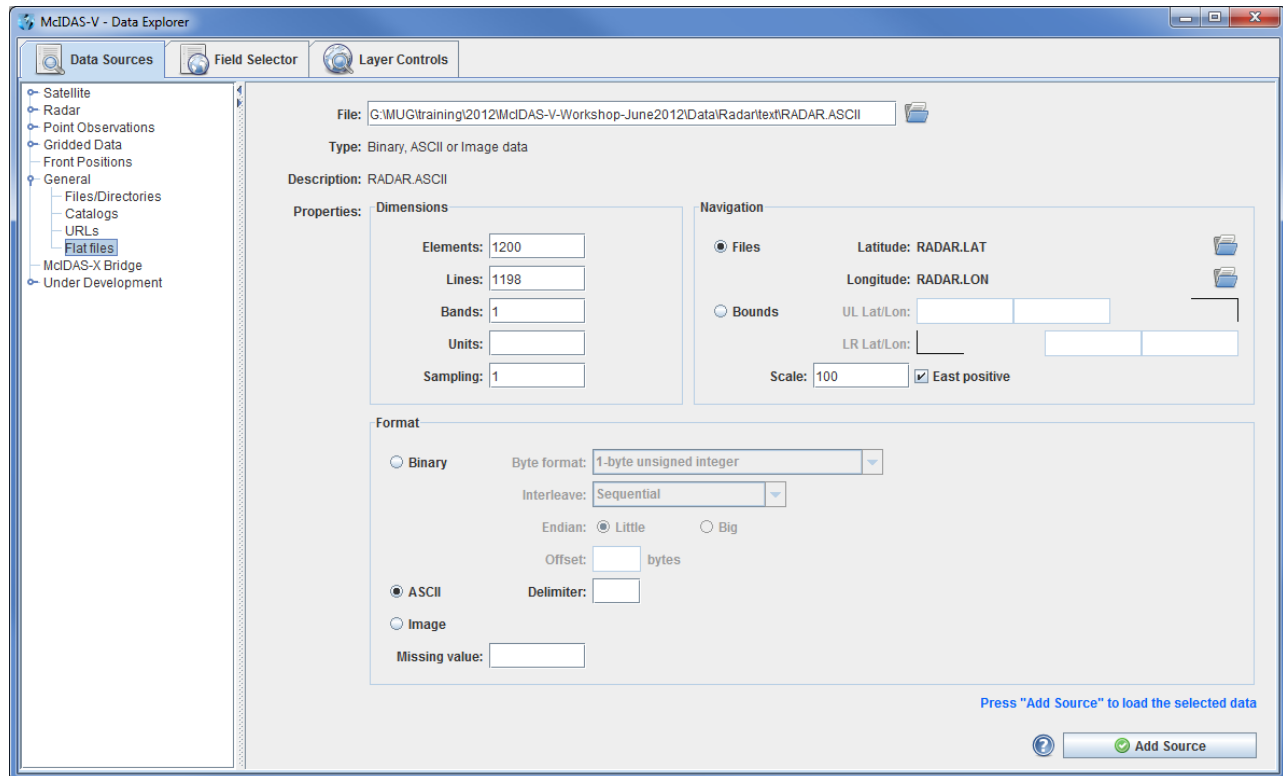 McIDAS-V - Data Explorer
Data Sources Field Selector Layer Controls
Satellite
Radar
Point Observations
Gridded Data
Front Positions
General
Files/Directories
Catalogs
URLs
Flat files
McIDAS-X Bridge
Under Development
File: G:\MUG\training\2012\McIDAS-V-Workshop-June2012\Data\Radar\text\RADAR.ASCII
Type: Binary, ASCII or Image data
Description: RADAR.ASCII
Properties:
Dimensions
Elements: 1200
Lines: 1198
Bands: 1
Units:
Sampling: 1
Navigation
Files Latitude: RADAR.LAT
Longitude: RADAR.LON
Bounds UL Lat/Lon:
LR Lat/Lon:
Scale: 100 East positive
Format
Binary Byte format: 1-byte unsigned integer
Interleave: Sequential
Endian: Little Big
Offset: bytes
ASCII Delimiter:
Image
Missing value:
Press "Add Source" to load the selected data
? Add Source